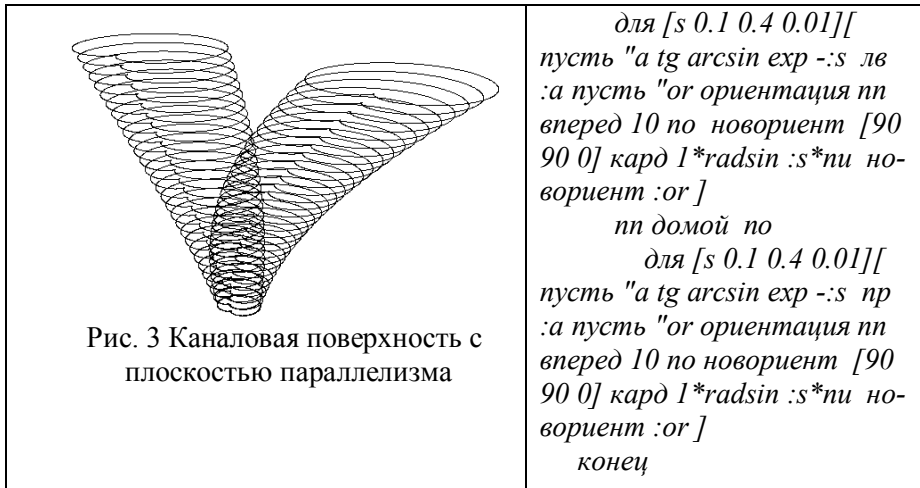 Рис. 3 Каналовая поверхность с
плоскостью параллелизма
для [s 0.1 0.4 0.01][
пусть "a tg arcsin exp -:s лв
:a пусть "or ориентация пп
вперед 10 по новориент [90
90 0] кард 1*radsin :s*пи но-
вориент :or ]
пп домой по
для [s 0.1 0.4 0.01][
пусть "a tg arcsin exp -:s пр
:a пусть "or ориентация пп
вперед 10 по новориент [90
90 0] кард 1*radsin :s*пи но-
вориент :or ]
конец